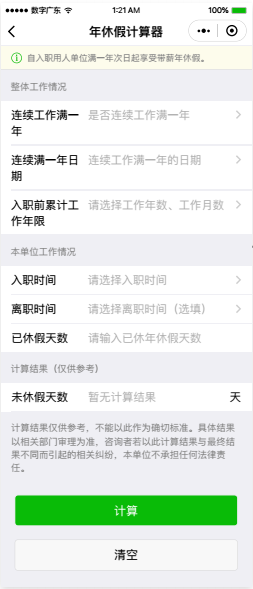 数字广东 1:21 AM 100%
年休假计算器
自入职用人单位满一年次日起享受带薪年休假。
整体工作情况
连续工作满一 是否连续工作满一年
年
连续满一年日 连续工作满一年的日期
期
入职前累计工 请选择工作年数、工作月数
作年限
本单位工作情况
入职时间 请选择入职时间
离职时间 请选择离职时间（选填）
已休假天数 请输入已休年休假天数
计算结果（仅供参考）
未休假天数 暂无计算结果 天
计算结果仅供参考，不能以此作为确切标准。具体结果
以相关部门审理为准，咨询者若以此计算结果与最终结
果不同而引起的相关纠纷，本单位不承担任何法律责
任。
计算
清空